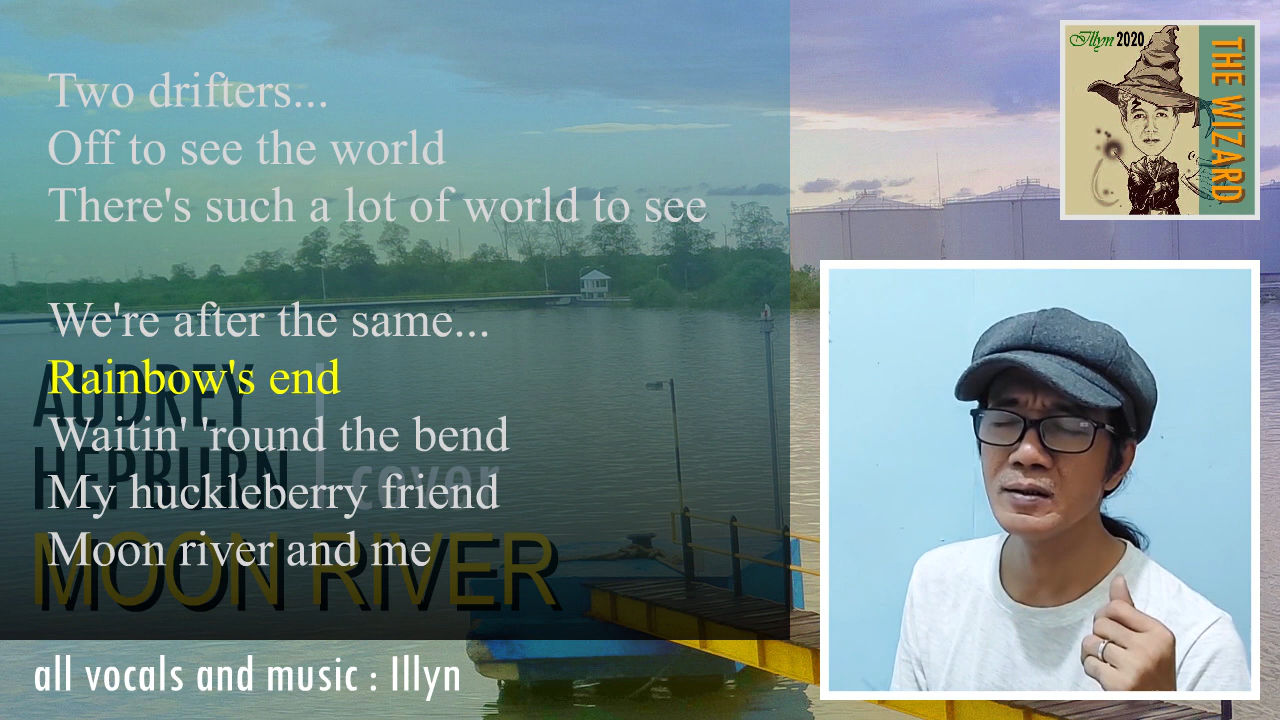 Two drifters...
Off to see the world
There's such a lot of world to see
We're after the same...
Rainbow's end
Waitin' 'round the bend
My huckleberry friend
Moon river and me
AUDREY
HEPBURN
cover
MOON RIVER
all vocals and music : Illyn
Illyn 2020
THE WIZARD